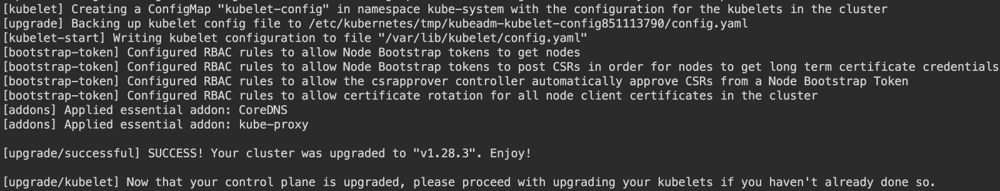 [kubelet] Creating a ConfigMap "kubelet-config" in namespace kube-system with the configuration for the kubelets in the cluster
[upgrade] Backing up kubelet config file to /etc/kubernetes/tmp/kubeadm-kubelet-config851113790/config.yaml
[kubelet-start] Writing kubelet configuration to file "/var/lib/kubelet/config.yaml"
[bootstrap-token] Configured RBAC rules to allow Node Bootstrap tokens to get nodes
[bootstrap-token] Configured RBAC rules to allow Node Bootstrap tokens to post CSRs in order for nodes to get long term certificate credentials
[bootstrap-token] Configured RBAC rules to allow the csrapprover controller automatically approve CSRs from a Node Bootstrap Token
[bootstrap-token] Configured RBAC rules to allow certificate rotation for all node client certificates in the cluster
[addons] Applied essential addon: CoreDNS
[addons] Applied essential addon: kube-proxy
[upgrade/successful] SUCCESS! Your cluster was upgraded to "v1.28.3". Enjoy!
[upgrade/kubelet] Now that your control plane is upgraded, please proceed with upgrading your kubelets if you haven't already done so.